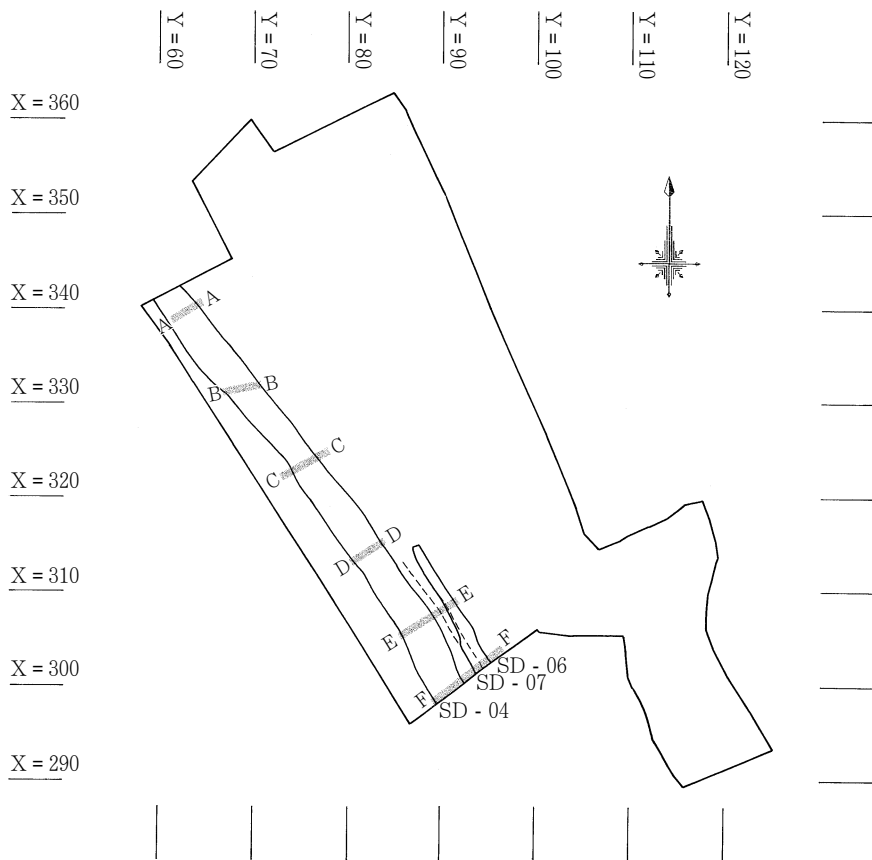 Y = 60
Y = 70
Y = 80
Y = 90
Y = 100
Y = 110
Y = 120
X = 360
X = 350
X = 340
X = 330
X = 320
X = 310
X = 300
X = 290
A
A
B
B
C
C
D
D
E
E
F
F
SD - 06
SD - 07
SD - 04